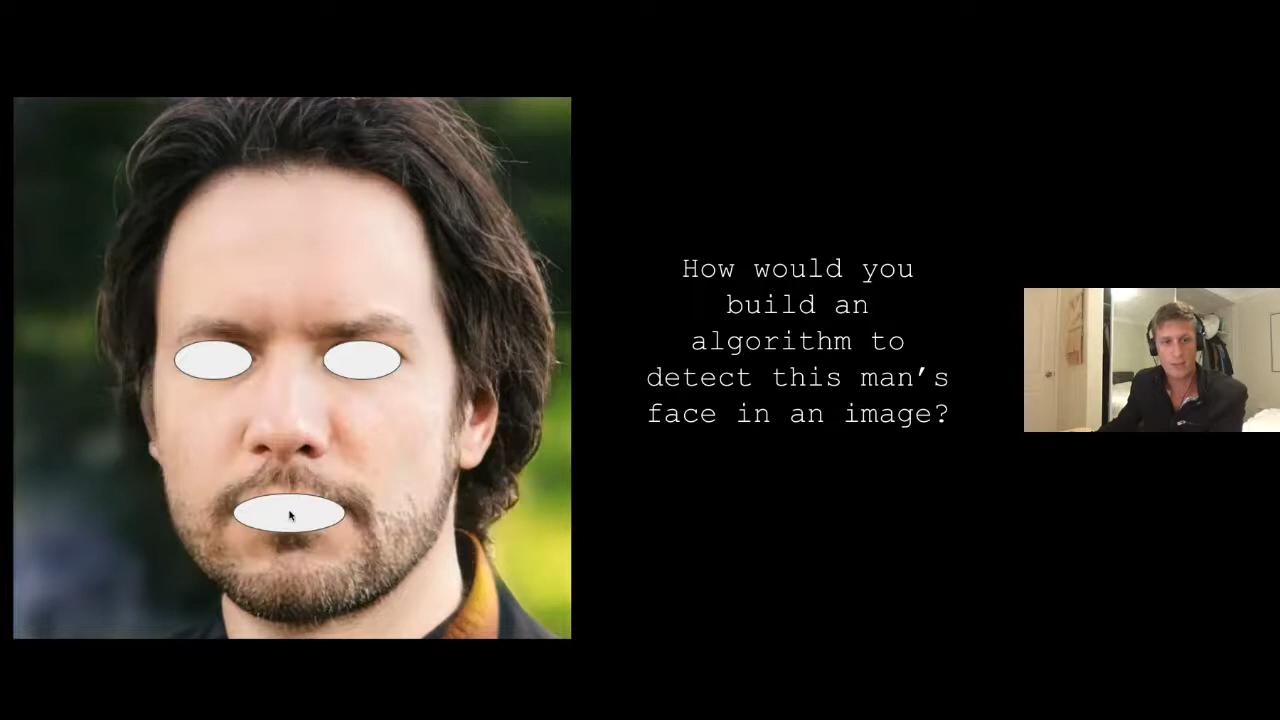 How would you
build an
algorithm to
detect this man’s
face in an image?